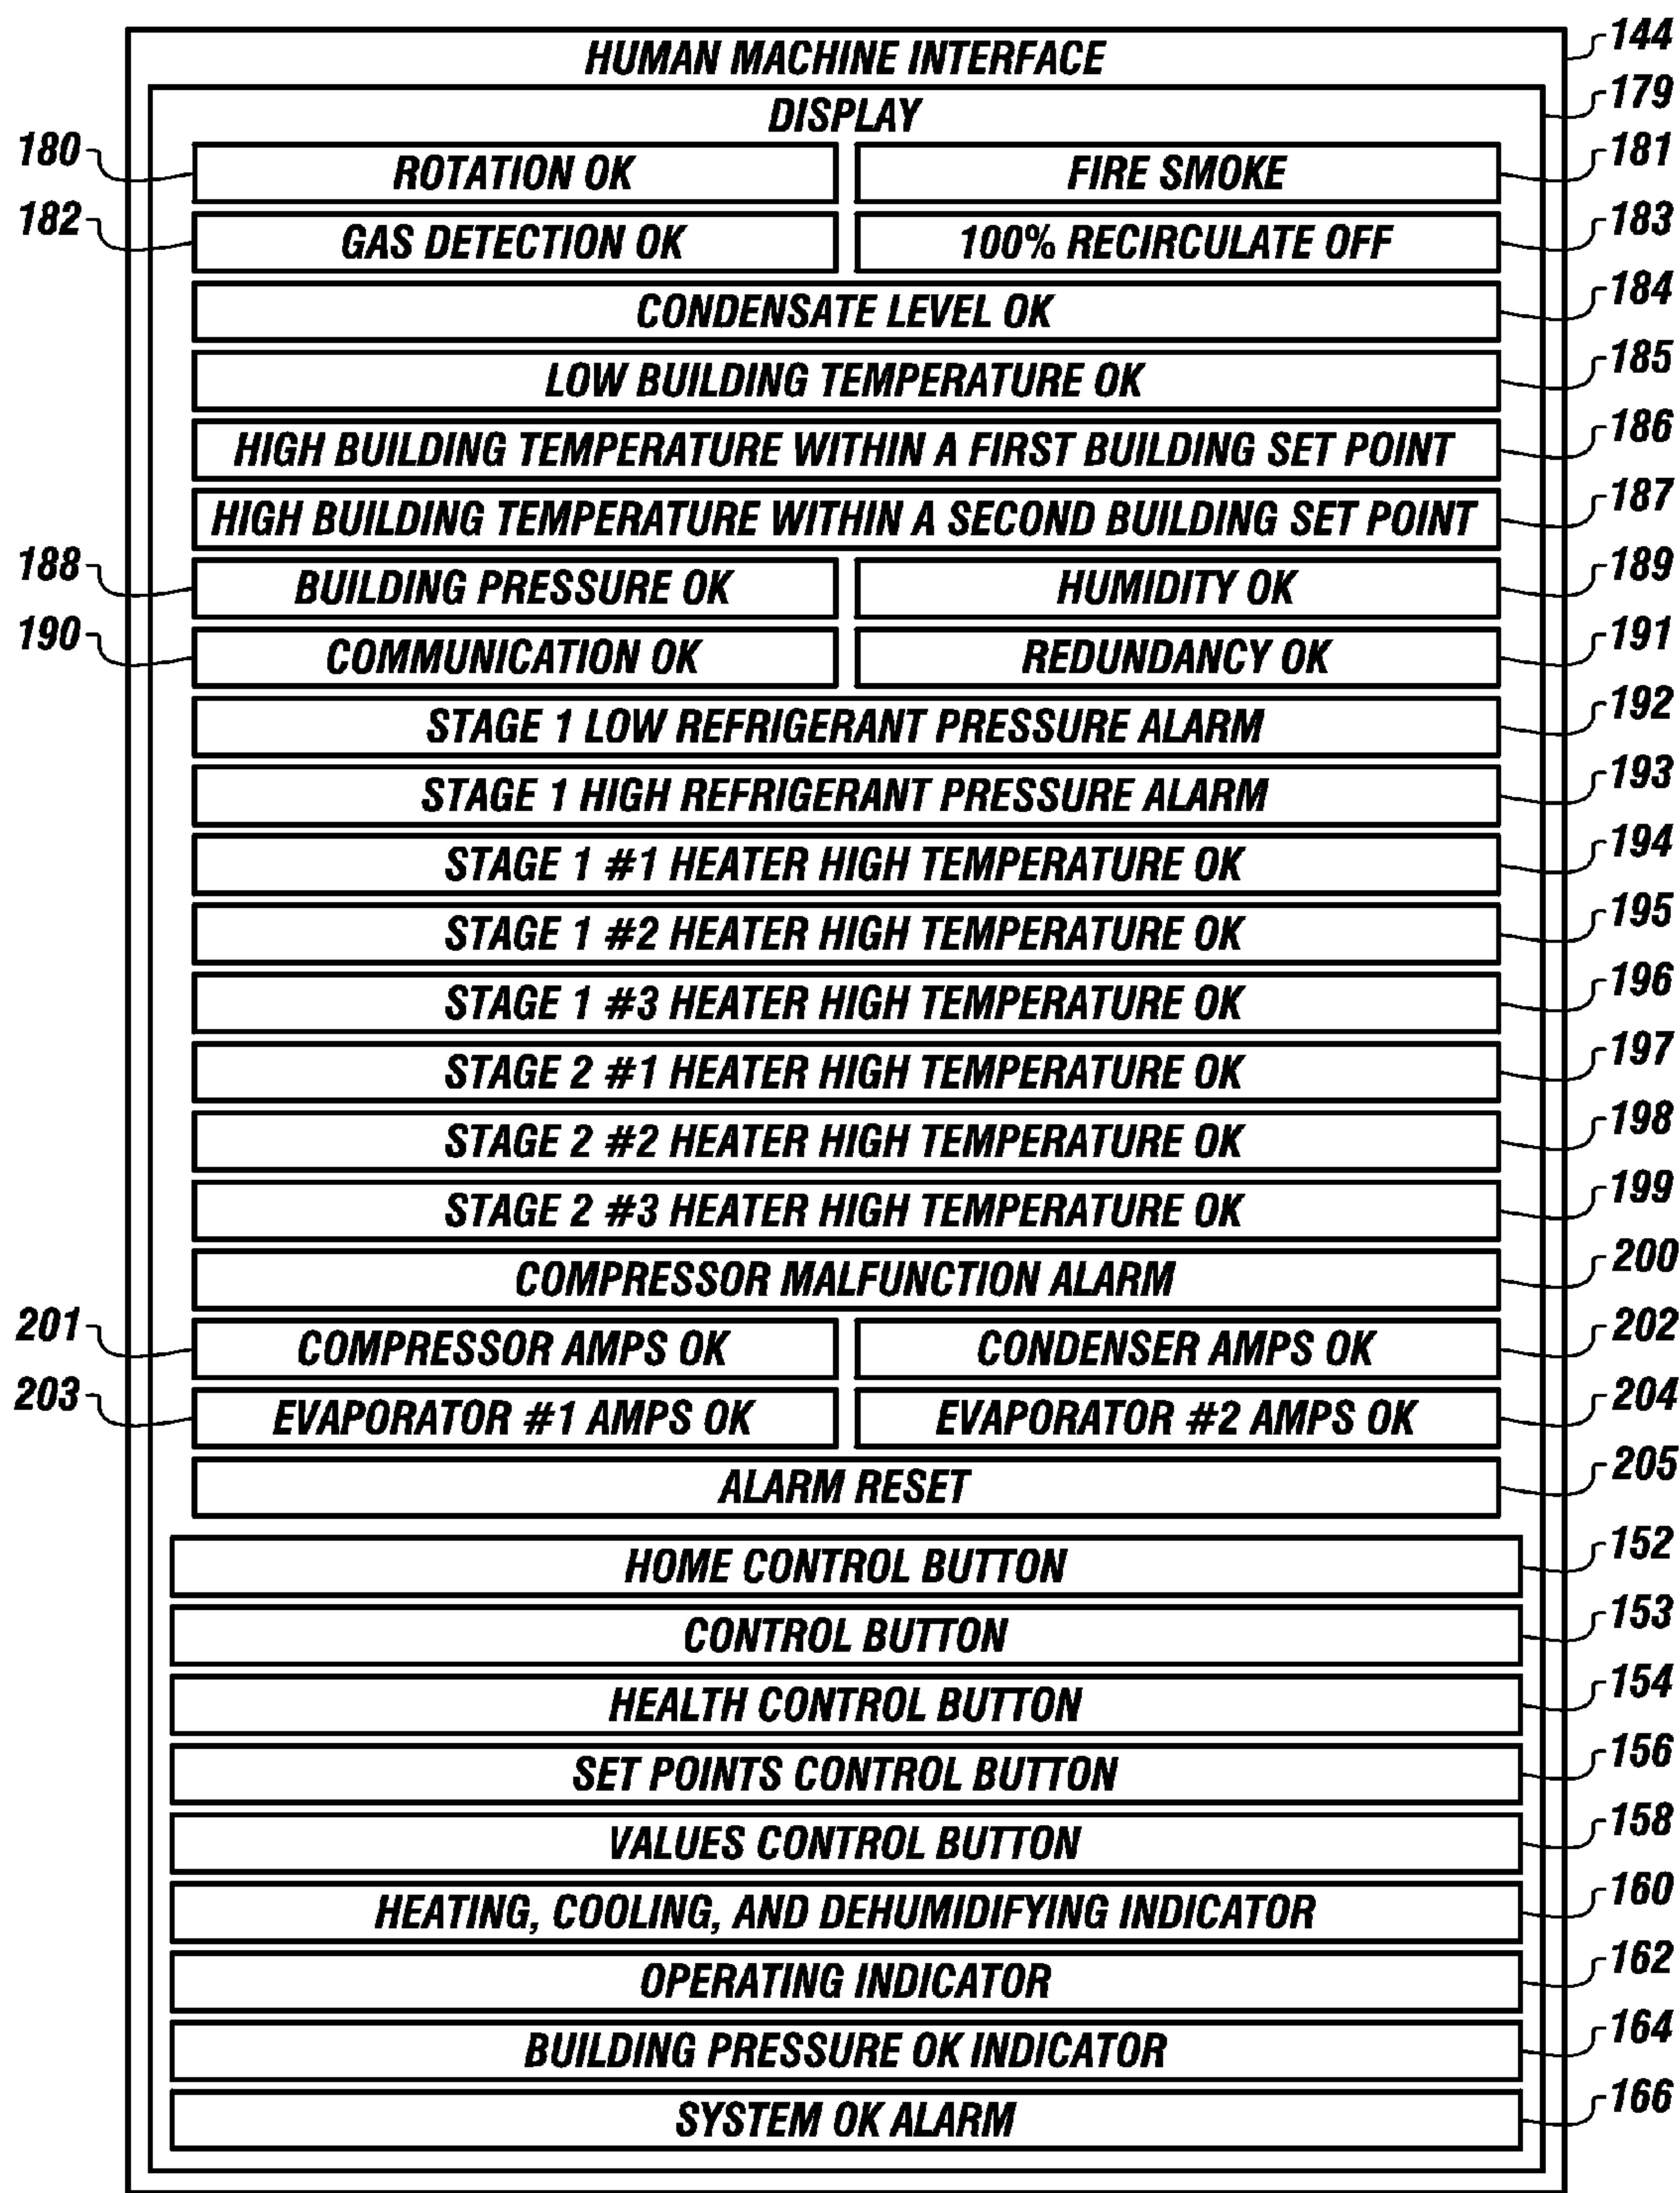 HUMAN MACHINE INTERFACE 144
DISPLAY 179
180 ROTATION OK FIRE SMOKE 181
182 GAS DETECTION OK 100% RECIRCULATE OFF 183
CONDENSATE LEVEL OK 184
LOW BUILDING TEMPERATURE OK 185
HIGH BUILDING TEMPERATURE WITHIN A FIRST BUILDING SET POINT 186
HIGH BUILDING TEMPERATURE WITHIN A SECOND BUILDING SET POINT 187
188 BUILDING PRESSURE OK HUMIDITY OK 189
190 COMMUNICATION OK REDUNDANCY OK 191
STAGE 1 LOW REFRIGERANT PRESSURE ALARM 192
STAGE 1 HIGH REFRIGERANT PRESSURE ALARM 193
STAGE 1 #1 HEATER HIGH TEMPERATURE OK 194
STAGE 1 #2 HEATER HIGH TEMPERATURE OK 195
STAGE 1 #3 HEATER HIGH TEMPERATURE OK 196
STAGE 2 #1 HEATER HIGH TEMPERATURE OK 197
STAGE 2 #2 HEATER HIGH TEMPERATURE OK 198
STAGE 2 #3 HEATER HIGH TEMPERATURE OK 199
COMPRESSOR MALFUNCTION ALARM 200
201 COMPRESSOR AMPS OK CONDENSER AMPS OK 202
203 EVAPORATOR #1 AMPS OK EVAPORATOR #2 AMPS OK 204
ALARM RESET 205
HOME CONTROL BUTTON 152
CONTROL BUTTON 153
HEALTH CONTROL BUTTON 154
SET POINTS CONTROL BUTTON 156
VALUES CONTROL BUTTON 158
HEATING, COOLING, AND DEHUMIDIFYING INDICATOR 160
OPERATING INDICATOR 162
BUILDING PRESSURE OK INDICATOR 164
SYSTEM OK ALARM 166